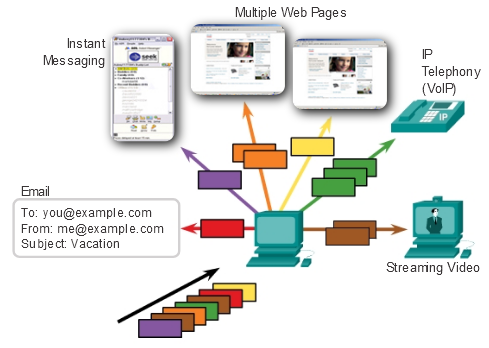 Multiple Web Pages
Instant
Messaging
IP
Telephony
(VoIP)
IP
Email
To: you@example.com
From: me@example.com
Subject: Vacation
Streaming Video